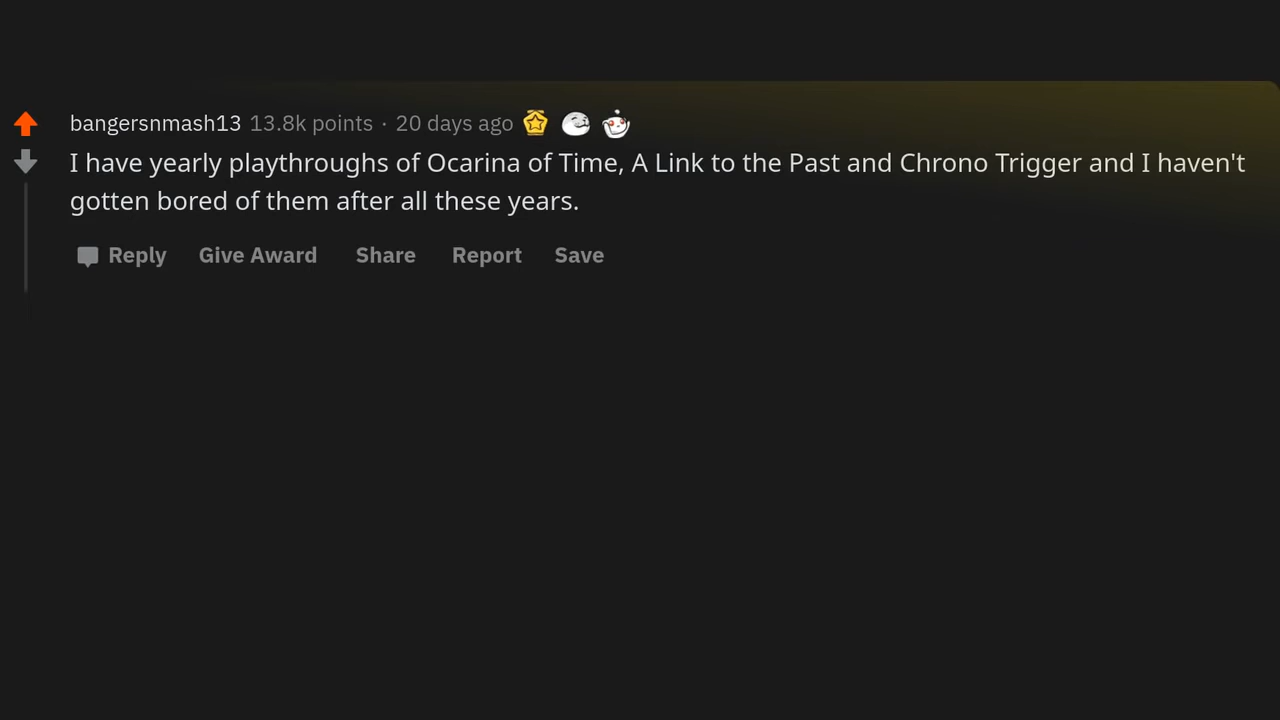 bangersnmash13 13.8k points · 20 days ago
I have yearly playthroughs of Ocarina of Time, A Link to the Past and Chrono Trigger and I haven't
gotten bored of them after all these years.
Reply Give Award Share Report Save